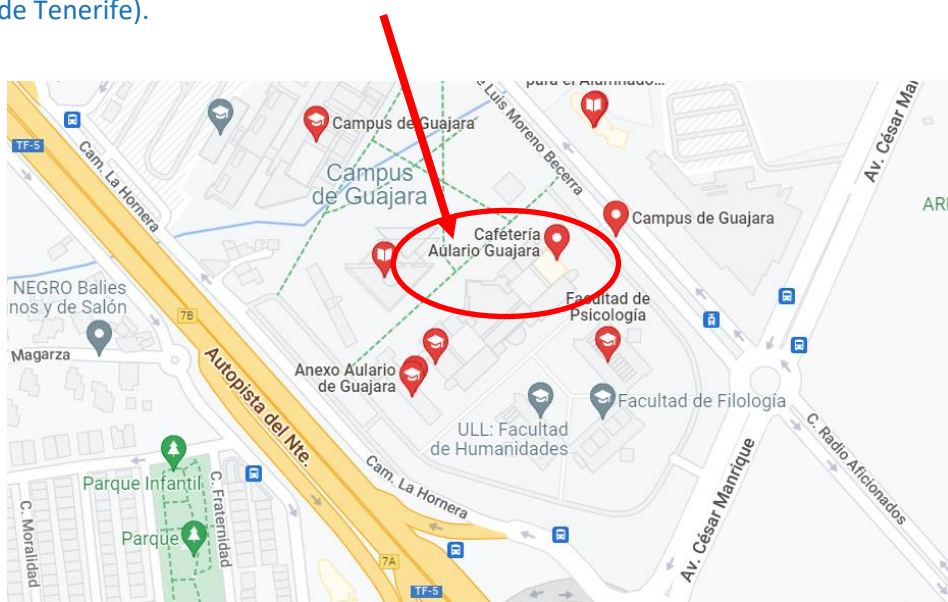 de Tenerife).
para el Alumnado...
Luis Moreno Becerra
Av. César Man
TF-5
Cam. La Hornera
Campus de Guajara
Campus
de Guajara
Campus de Guajara
Cafetería
Aulario Guajara
NEGRO Balies
nos y de Salón
7B
Facultad de
Psicología
Magarza
Autopista del Nte.
Anexo Aulario
de Guajara
Facultad de Filología
ULL: Facultad
de Humanidades
C. Radio Aficionados
Parque Infantil
Cam. La Hornera
C. Moralidad
C. Fraternidad
Parque
Av. César Manrique
7A
TF-5